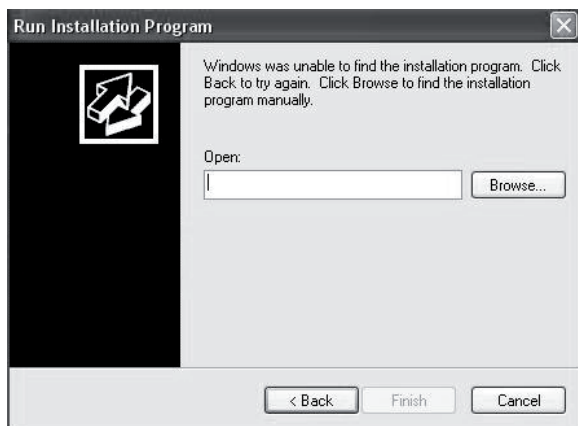 Run Installation Program
Windows was unable to find the installation program. Click
Back to try again. Click Browse to find the installation
program manually.
Open:
Browse...
< Back
Finish
Cancel